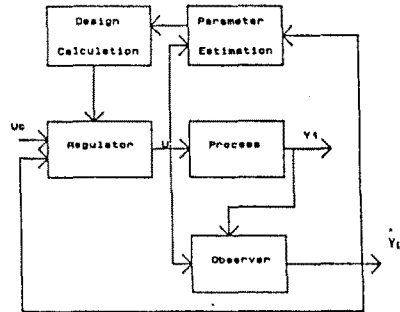 Design Parameter
Calculation Estimation
Uc
Regulator U Process Y1
Observer